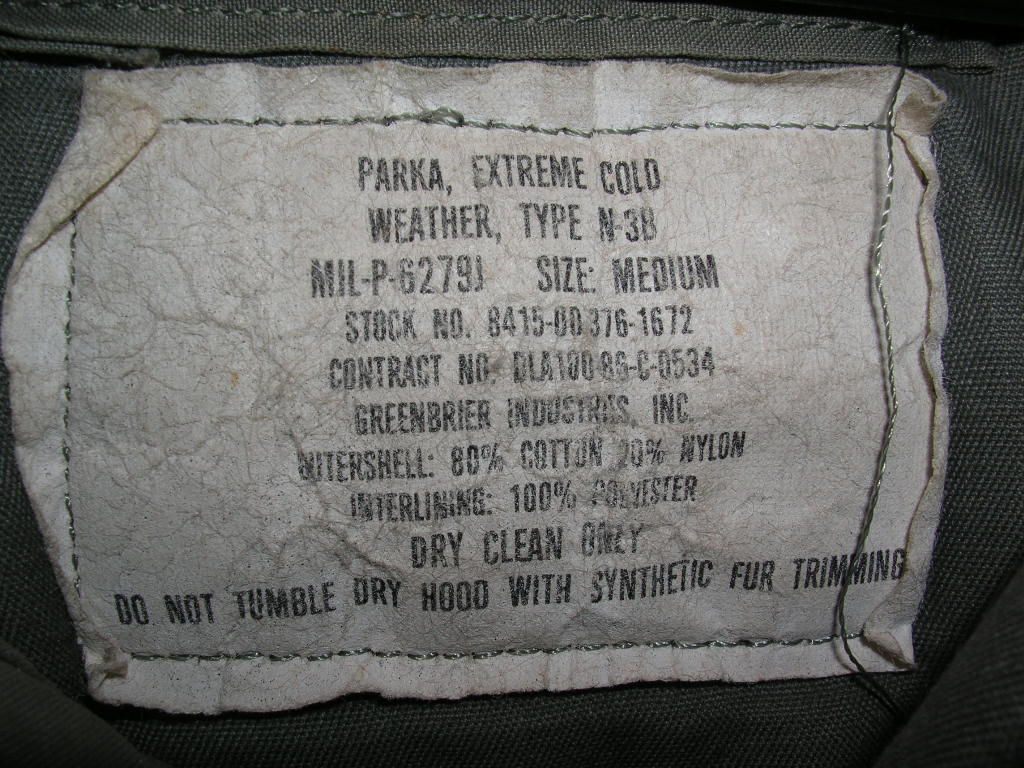 PARKA, EXTREME COLD
WEATHER, TYPE N-3B
MIL-P-6279J SIZE: MEDIUM
STOCK NO. 8415-00 376-1672
CONTRACT NO. DLA100 86-C-0534
GREENBRIER INDUSTRIS, INC.
UTERSHELL: 80% COTTON 20% NYLON
INTERLINING: 100% POLYESTER
DRY CLEAN ONLY
DO NOT TUMBLE DRY HOOD WITH SYNTHETIC FUR TRIMMING